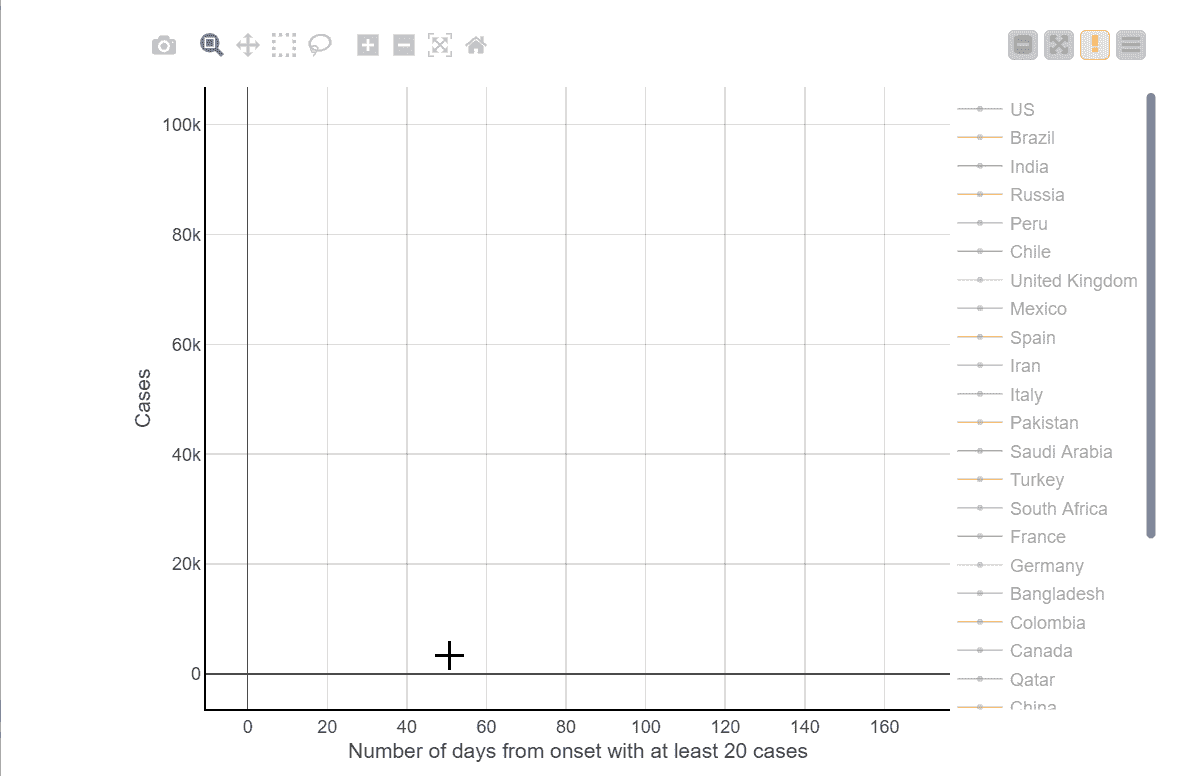 US
Brazil
India
Russia
Peru
Chile
United Kingdom
Mexico
Spain
Iran
Italy
Pakistan
Saudi Arabia
Turkey
South Africa
France
Germany
Bangladesh
Colombia
Canada
Qatar
China
100k
80k
60k
40k
20k
0
Cases
0 20 40 60 80 100 120 140 160
Number of days from onset with at least 20 cases